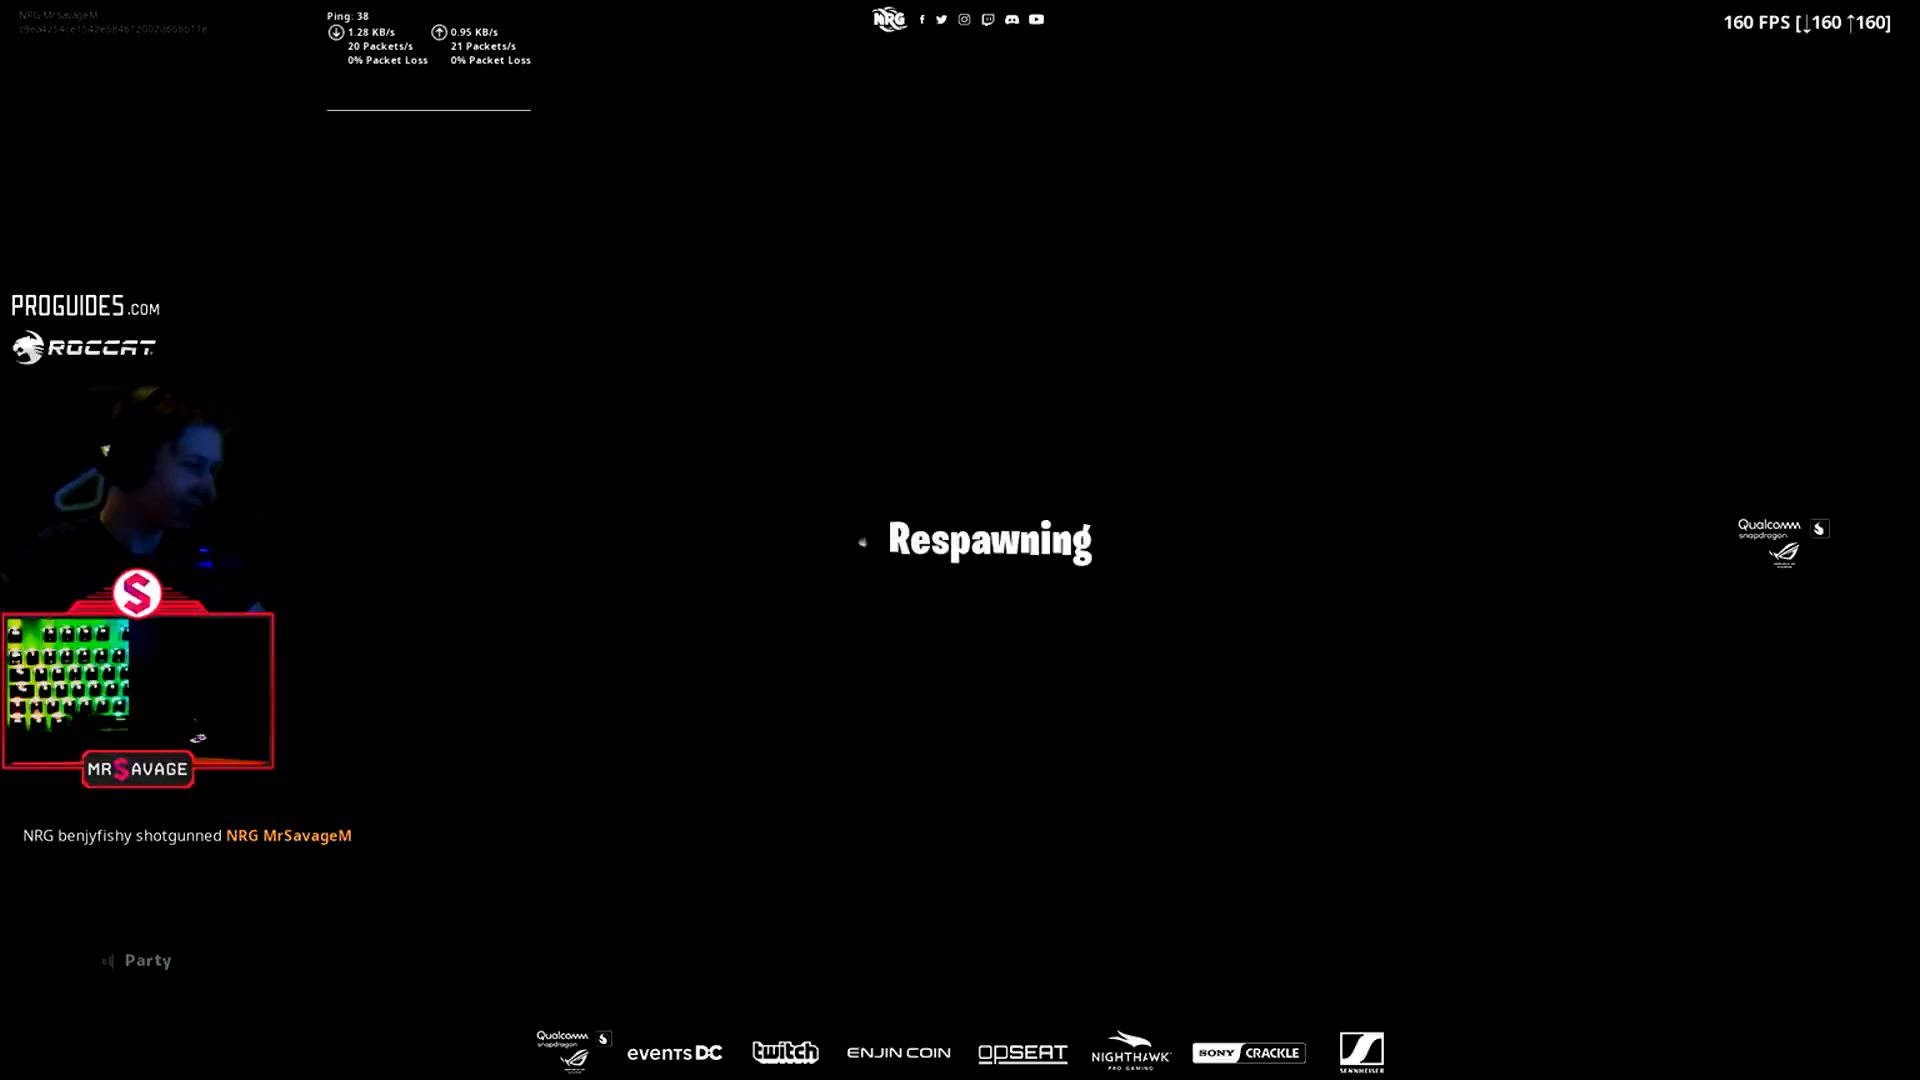 NRG MrSavageM
Ping: 38
1.28 KB/s
20 Packets/s
0% Packet Loss
0.95 KB/s
21 Packets/s
0% Packet Loss
NRG
160 FPS [↓160 ↑160]
PROGUIDES.COM
ROCCAT
Respawning
Qualcomm
snapdragon
MRSAVAGE
NRG benjyfishy shotgunned NRG MrSavageM
Party
Qualcomm
snapdragon
eventsDC
twitch
ENJIN COIN
OPSEAT
NIGHTHAWK
PRO GAMING
SONY CRACKLE
SENNHEISER